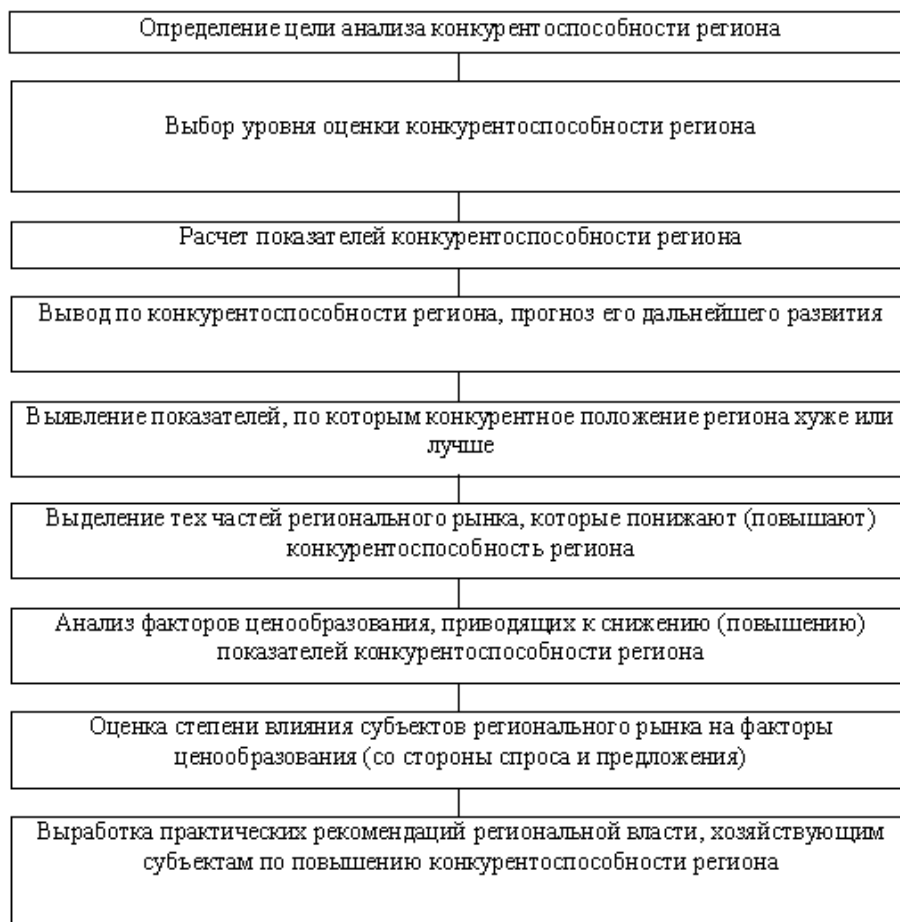 Определение цели анализа конкурентоспособности региона
Выбор уровня оценки конкурентоспособности региона
Расчет показателей конкурентоспособности региона
Вывод по конкурентоспособности региона, прогноз его дальнейшего развития
Выявление показателей, по которым конкурентное положение региона хуже или
лучше
Выделение тех частей регионального рынка, которые понижают (повышают)
конкурентоспособность региона
Анализ факторов ценообразования, приводящих к снижению (повышению)
показателей конкурентоспособности региона
Оценка степени влияния субъектов регионального рынка на факторы
ценообразования (со стороны спроса и предложения)
Выработка практических рекомендаций региональной власти, хозяйствующим
субъектам по повышению конкурентоспособности региона